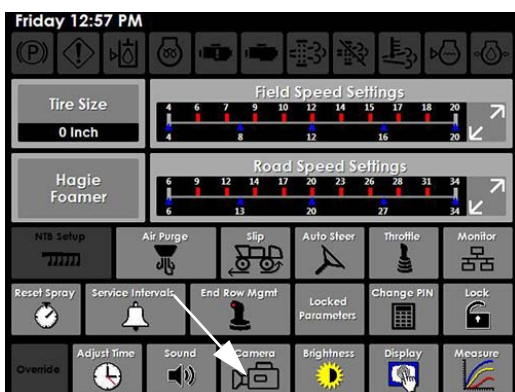 Friday 12:57 PM
Tire Size
0 Inch
Field Speed Settings
4 6 7 9 10 12 14 15 17 18 20
4 8 12 16 20
Hagie
Foamer
Road Speed Settings
6 9 12 14 17 20 23 26 28 31 34
6 13 20 27 34
NTB Setup Air Purge Slip Auto Steer Throttle Monitor
Reset Spray Service Intervals End Row Mgmt Locked Parameters Change PIN Lock
Override Adjust Time Sound Camera Brightness Display Measure